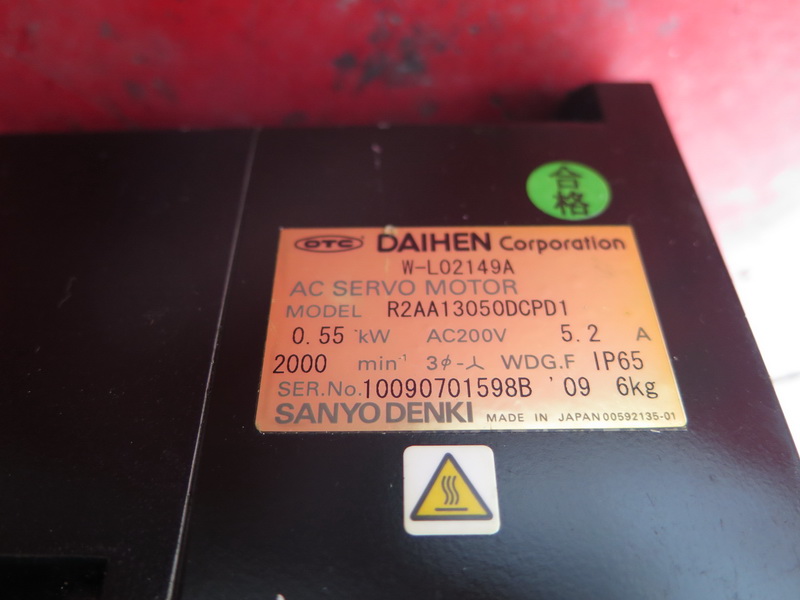 合格
OTC DAIHEN Corporation
W-L02149A
AC SERVO MOTOR
MODEL R2AA13050DCPD1
0.55 kW AC200V 5.2 A
2000 min⁻¹ 3ϕ-⅄ WDG.F IP65
SER.No.10090701598B '09 6kg
SANYO DENKI MADE IN JAPAN 00592135-01